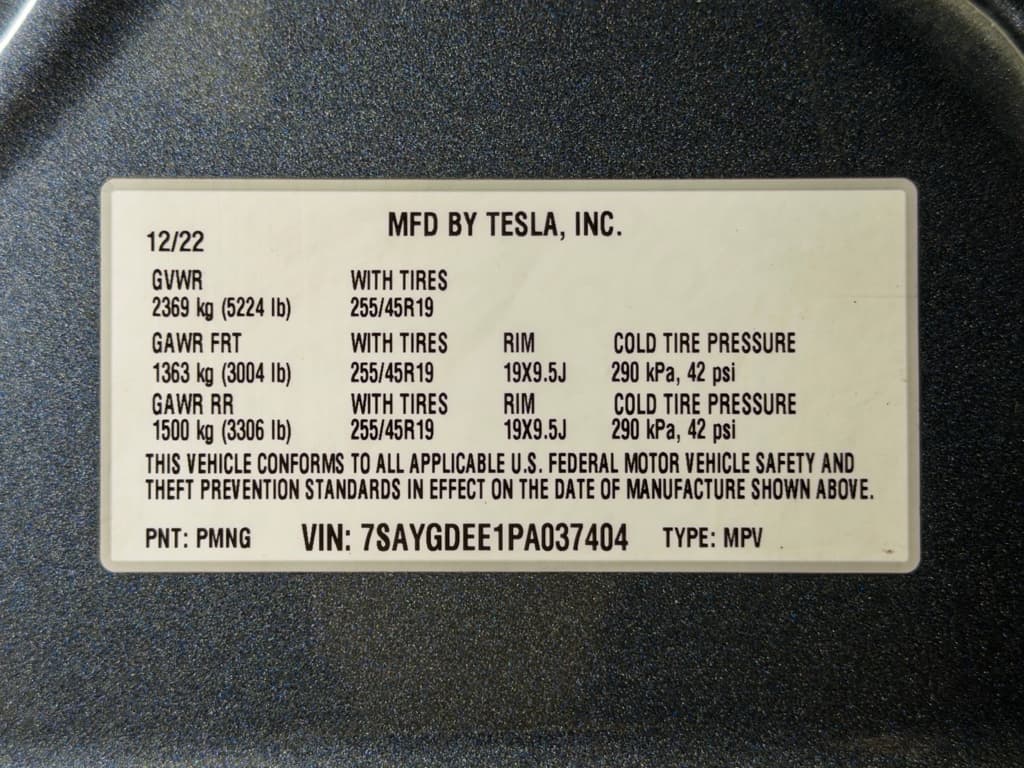 MFD BY TESLA, INC.
12/22
GVWR WITH TIRES
2369 kg (5224 lb) 255/45R19
GAWR FRT WITH TIRES RIM COLD TIRE PRESSURE
1363 kg (3004 lb) 255/45R19 19X9.5J 290 kPa, 42 psi
GAWR RR WITH TIRES RIM COLD TIRE PRESSURE
1500 kg (3306 lb) 255/45R19 19X9.5J 290 kPa, 42 psi
THIS VEHICLE CONFORMS TO ALL APPLICABLE U.S. FEDERAL MOTOR VEHICLE SAFETY AND
THEFT PREVENTION STANDARDS IN EFFECT ON THE DATE OF MANUFACTURE SHOWN ABOVE.
PNT: PMNG VIN: 7SAYGDEE1PA037404 TYPE: MPV